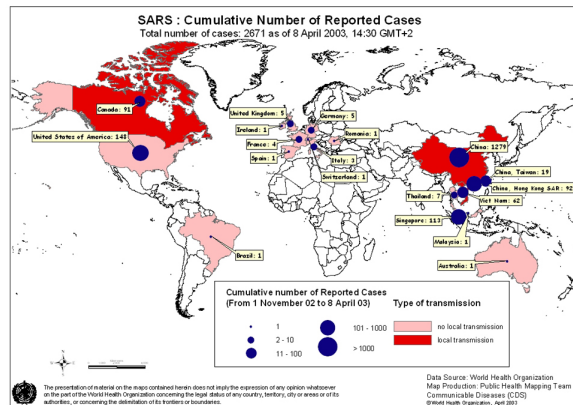 SARS : Cumulative Number of Reported Cases
Total number of cases: 2671 as of 8 April 2003, 14:30 GMT+2
Canada: 91
United States of America: 148
United Kingdom: 5
Germany: 5
Ireland: 1
Romania: 1
France: 4
Spain: 1
Italy: 3
Switzerland: 1
China: 1279
China, Taiwan: 19
China, Hong Kong SAR: 92
Thailand: 7
Viet Nam: 62
Singapore: 113
Malaysia: 1
Brazil: 1
Australia: 1
Cumulative number of Reported Cases
(From 1 November 02 to 8 April 03)
Type of transmission
1
2 - 10
11 - 100
101 - 1000
> 1000
no local transmission
local transmission
The presentation of material on the maps contained herein does not imply the expression of any opinion whatsoever
on the part of the World Health Organization concerning the legal status of any country, territory, city or areas or of its
authorities, or concerning the delimitation of its frontiers or boundaries.
Data Source: World Health Organization
Map Production: Public Health Mapping Team
Communicable Diseases (CDS)
©World Health Organization, April 2003